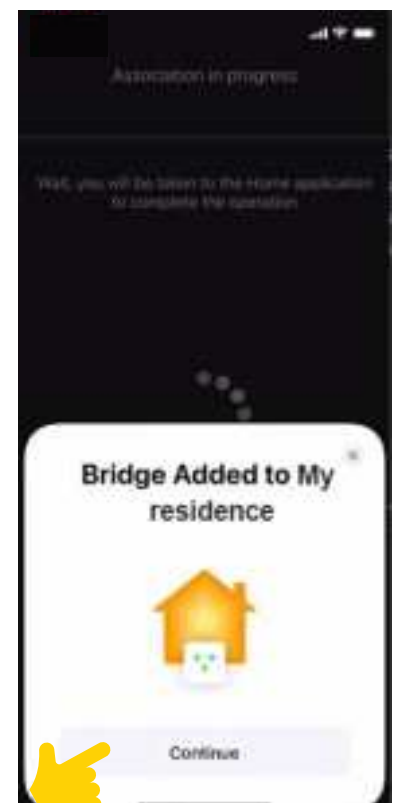 Association in progress
Wait, you will be taken to the Home application
to complete the operation
Bridge Added to My
residence
Continue